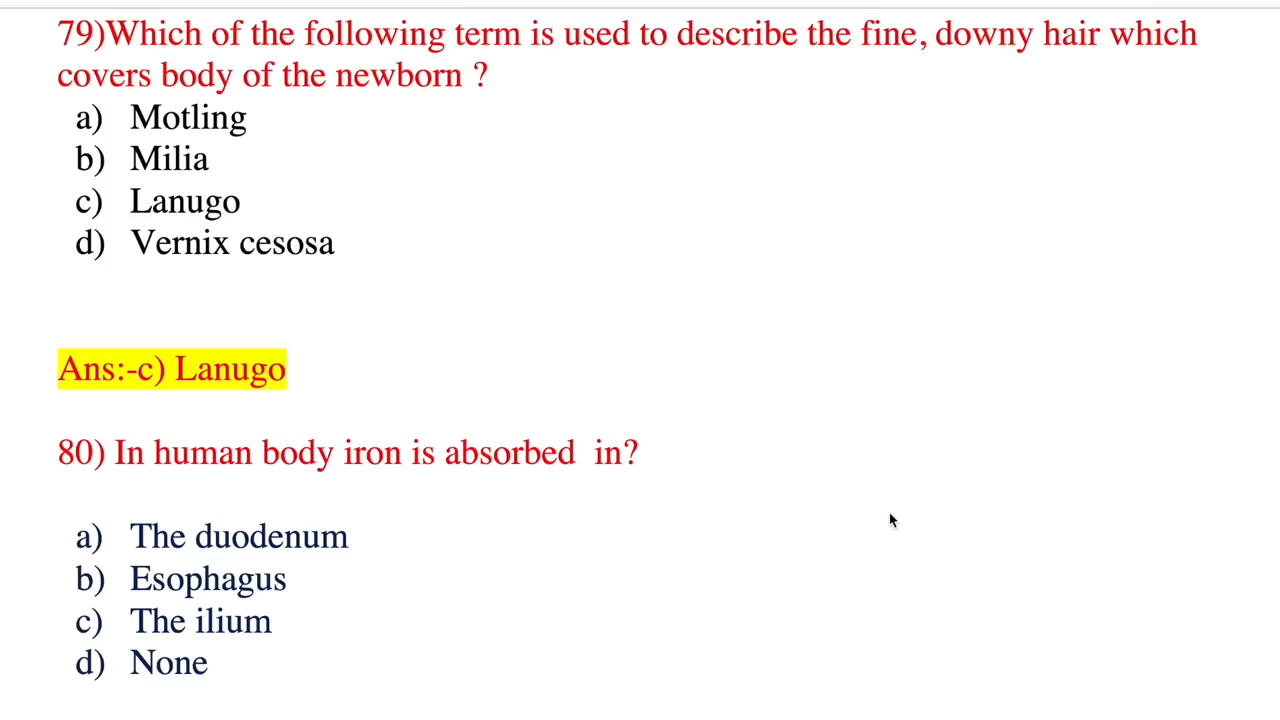 79)Which of the following term is used to describe the fine, downy hair which
covers body of the newborn ?
a) Motling
b) Milia
c) Lanugo
d) Vernix cesosa
Ans:-c) Lanugo
80) In human body iron is absorbed in?
a) The duodenum
b) Esophagus
c) The ilium
d) None